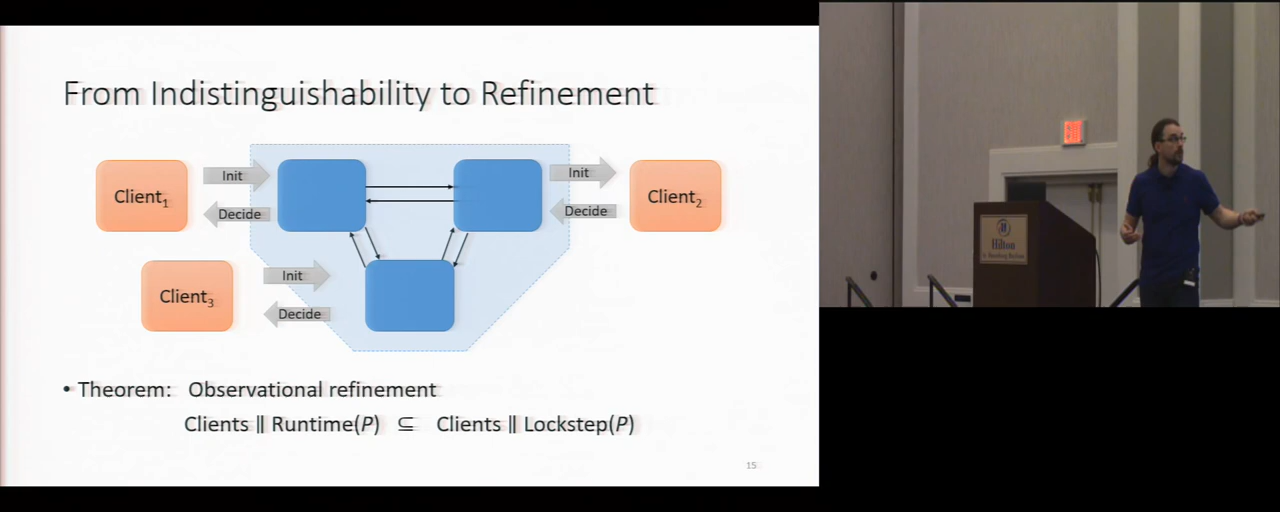 From Indistinguishability to Refinement
Client1
Init
Decide
Init
Decide
Client2
Client3
Init
Decide
• Theorem: Observational refinement
Clients ∥ Runtime(P) ⊆ Clients ∥ Lockstep(P)
15
Hilton